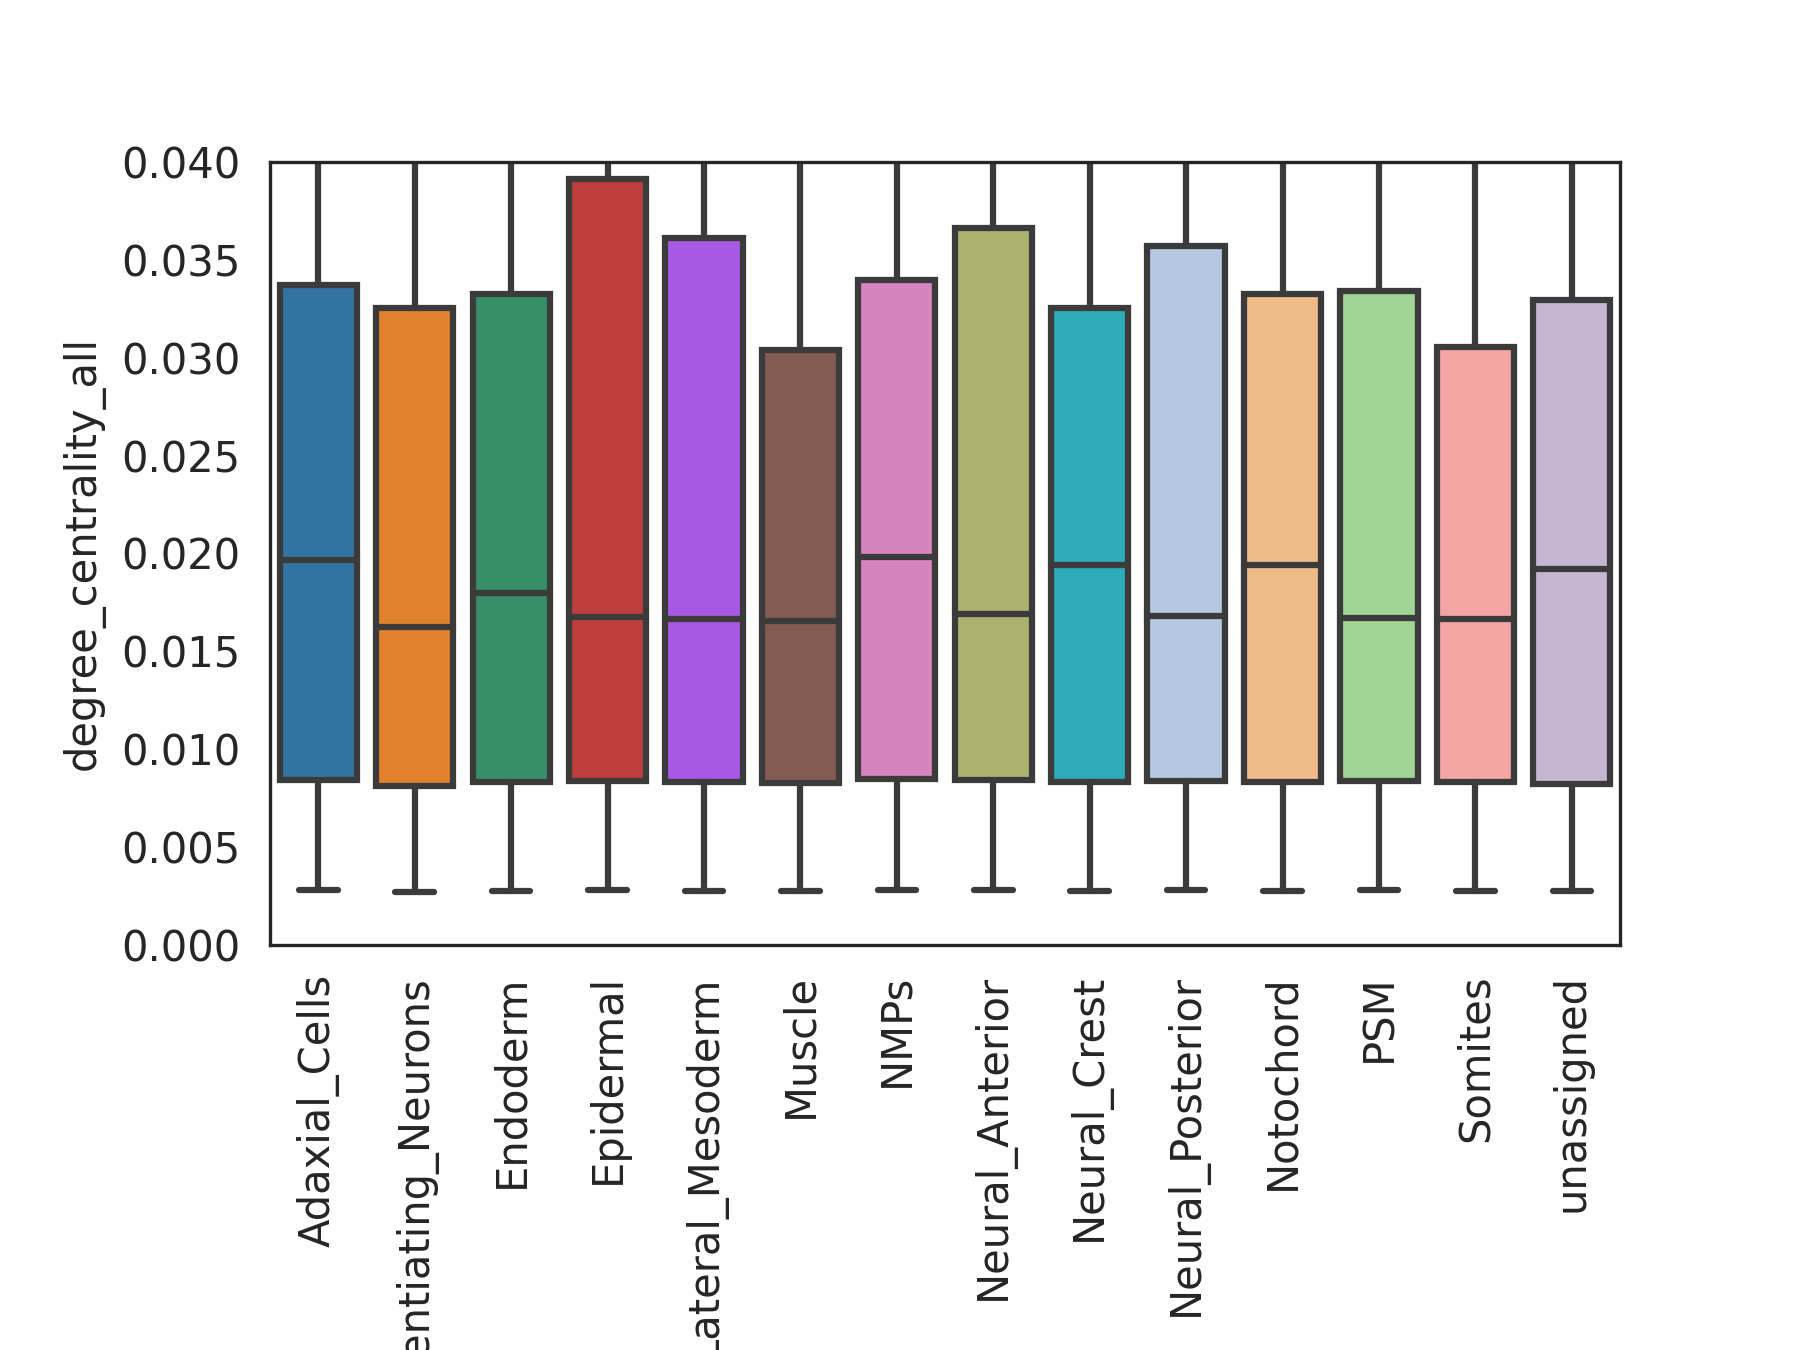 0.040
0.035
0.030
0.025
0.020
0.015
0.010
0.005
0.000
degree_centrality_all
Adaxial_Cells
entiating_Neurons
Endoderm
Epidermal
Lateral_Mesoderm
Muscle
NMPs
Neural_Anterior
Neural_Crest
Neural_Posterior
Notochord
PSM
Somites
unassigned